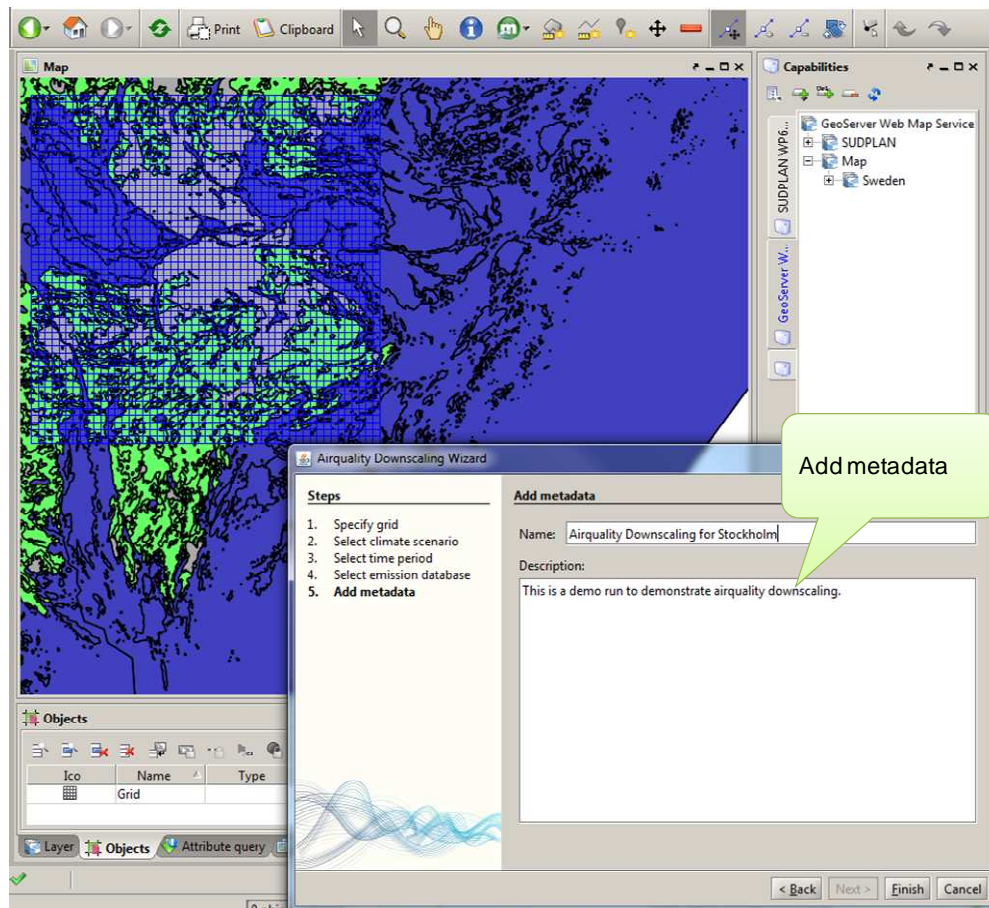 Print
Clipboard
Map
Capabilities
GeoServer Web Map Service
SUDPLAN
Map
Sweden
SUDPLAN WP6...
GeoServer W...
Add metadata
Airquality Downscaling Wizard
Steps
1. Specify grid
2. Select climate scenario
3. Select time period
4. Select emission database
5. Add metadata
Add metadata
Name: Airquality Downscaling for Stockholm
Description:
This is a demo run to demonstrate airquality downscaling.
Objects
Ico Name Type
Grid
Layer Objects Attribute query
< Back Next > Finish Cancel